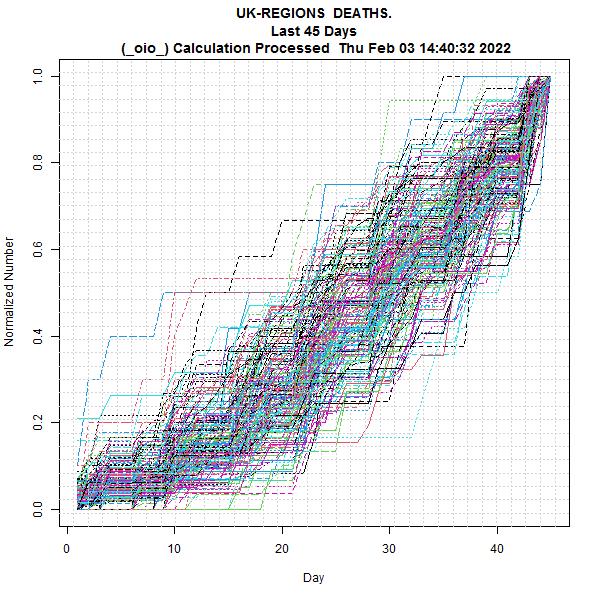 UK-REGIONS DEATHS.
Last 45 Days
(_oio_) Calculation Processed Thu Feb 03 14:40:32 2022
Normalized Number
1.0
0.8
0.6
0.4
0.2
0.0
0 10 20 30 40
Day